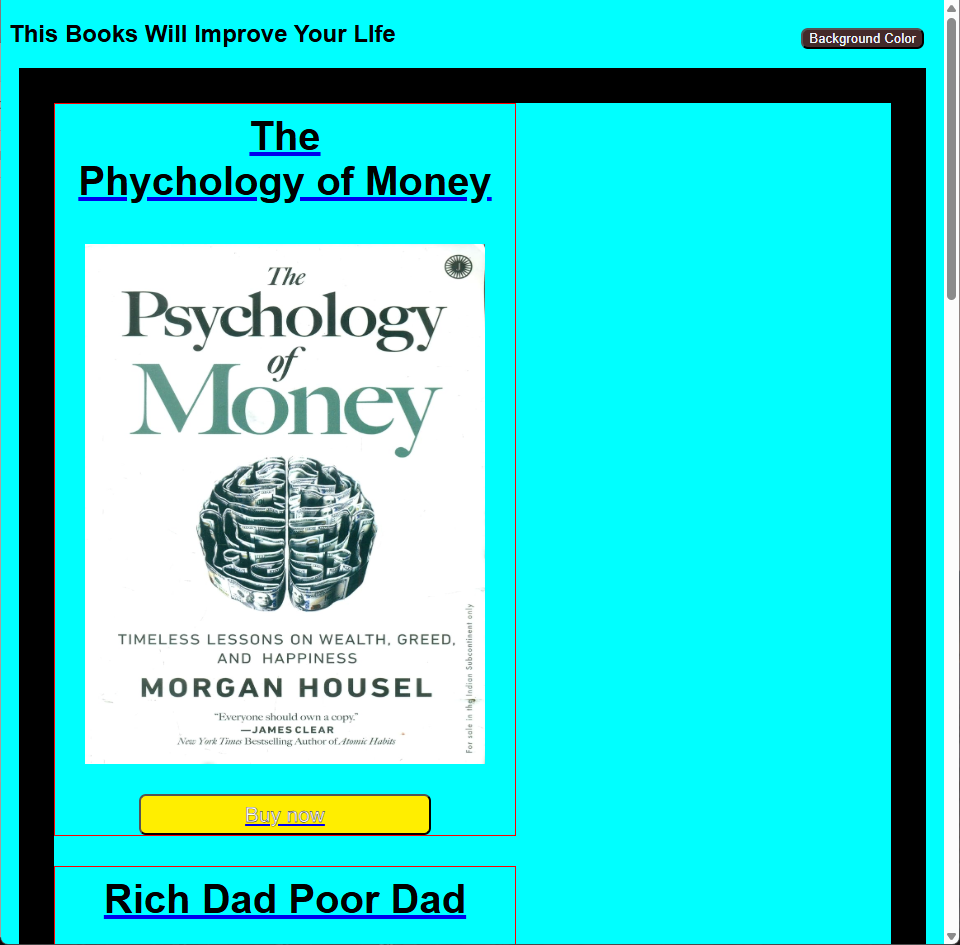 This Books Will Improve Your LIfe
Background Color
The
Phychology of Money
The
Psychology
of
Money
TIMELESS LESSONS ON WEALTH, GREED,
AND HAPPINESS
MORGAN HOUSEL
"Everyone should own a copy."
—JAMES CLEAR
New York Times Bestselling Author of Atomic Habits
For sale in the Indian Subcontinent only
Buy now
Rich Dad Poor Dad